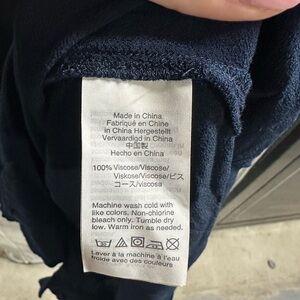 Made in China
Fabriqué en Chine
in China Hergestellt
Vervaardigd in China
中国製
Hecho en China
100% Viscose/Viscose/
Viskose/Viscose/ビス
コース/viscosa
Machine wash cold with
like colors. Non-chlorine
bleach only. Tumble dry
low. Warm iron as needed.
Laver à la machine à l'eau
froide avec des couleurs